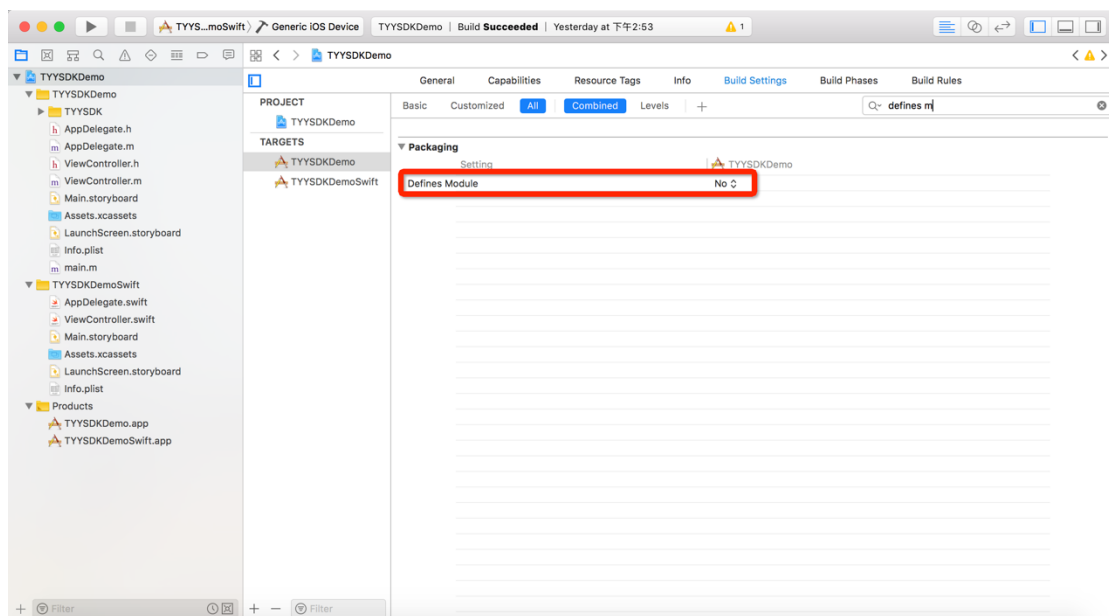 TYYS...moSwift 〉 Generic iOS Device
TYYSDKDemo | Build Succeeded | Yesterday at 下午2:53
1
TYYSDKDemo
TYYSDKDemo
TYYSDKDemo
TYYSDK
AppDelegate.h
AppDelegate.m
ViewController.h
ViewController.m
Main.storyboard
Assets.xcassets
LaunchScreen.storyboard
Info.plist
main.m
TYYSDKDemoSwift
AppDelegate.swift
ViewController.swift
Main.storyboard
Assets.xcassets
LaunchScreen.storyboard
Info.plist
Products
TYYSDKDemo.app
TYYSDKDemoSwift.app
Filter
PROJECT
TYYSDKDemo
TARGETS
TYYSDKDemo
TYYSDKDemoSwift
Filter
General Capabilities Resource Tags Info Build Settings Build Phases Build Rules
Basic Customized All Combined Levels + defines m
Packaging
Setting TYYSDKDemo
Defines Module No